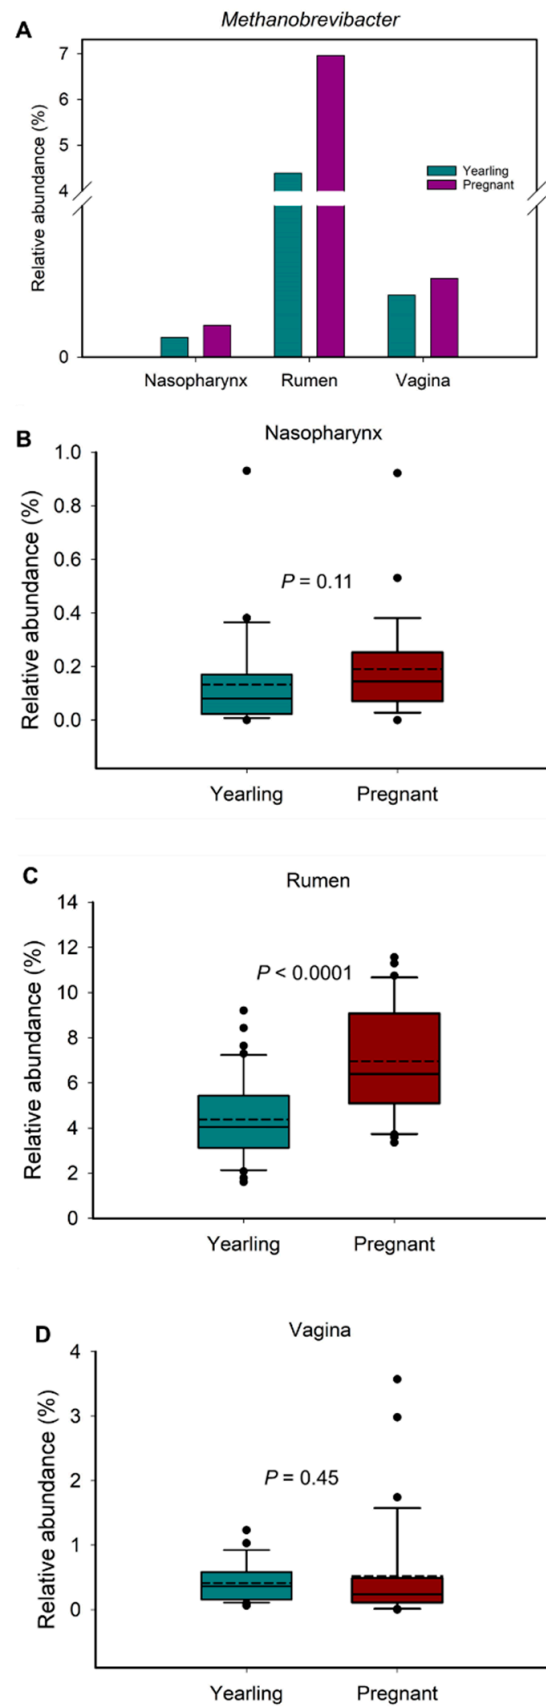 A
Methanobrevibacter
Relative abundance (%)
7
6
5
4
0
Yearling
Pregnant
Nasopharynx Rumen Vagina
B
Nasopharynx
Relative abundance (%)
1.0
0.8
0.6
0.4
0.2
0.0
P = 0.11
Yearling Pregnant
C
Rumen
Relative abundance (%)
14
12
10
8
6
4
2
0
P < 0.0001
Yearling Pregnant
D
Vagina
Relative abundance (%)
4
3
2
1
0
P = 0.45
Yearling Pregnant